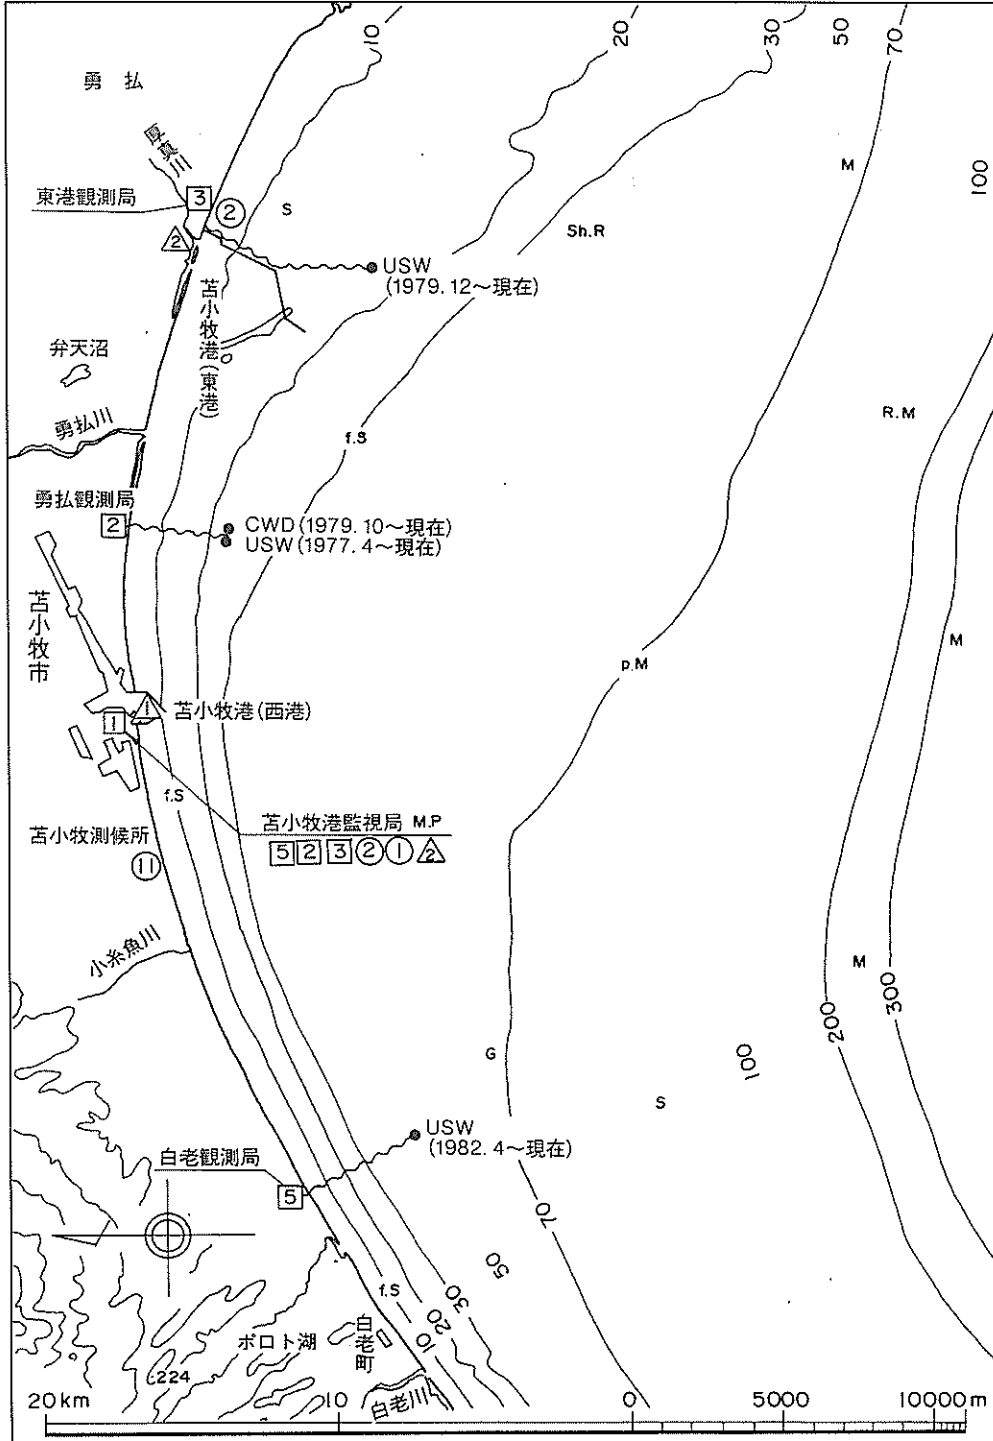 10
20
30
50
70
100
勇 払
厚真川
M
東港観測局
3
2
S
2
Sh.R
USW
(1979. 12～現在)
苫小牧港(東港)
弁天沼
勇払川
f.S
R.M
勇払観測局
2
CWD (1979. 10～現在)
USW (1977. 4～現在)
苫小牧市
M
p.M
1
1
苫小牧港(西港)
f.S
苫小牧港監視局 M.P
5 2 3 2 1 2
苫小牧測候所
11
小糸魚川
M
200
300
G
100
S
USW
(1982. 4～現在)
白老観測局
5
70
50
f.S
30
20
10
ポロト湖
白老町
.224
白老川
20km
10
0
5000
10000m